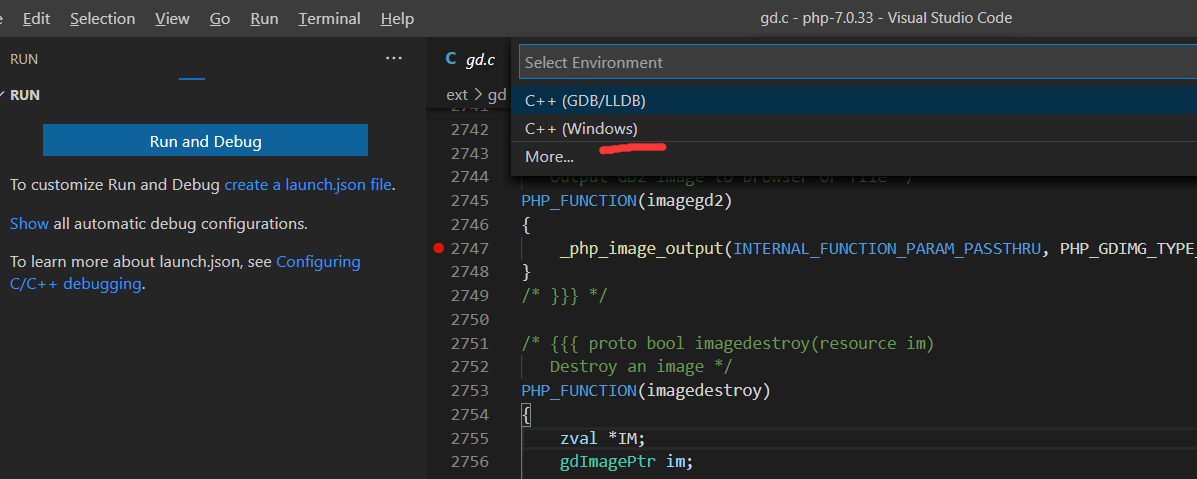 Edit Selection View Go Run Terminal Help gd.c - php-7.0.33 - Visual Studio Code
RUN ...
RUN
Run and Debug
To customize Run and Debug create a launch.json file.
Show all automatic debug configurations.
To learn more about launch.json, see Configuring
C/C++ debugging.
C gd.c
ext > gd
Select Environment
C++ (GDB/LLDB)
C++ (Windows)
More...
2741
2742
2743
2744 Output GD2 image to browser or file */
2745 PHP_FUNCTION(imagegd2)
2746 {
2747 _php_image_output(INTERNAL_FUNCTION_PARAM_PASSTHRU, PHP_GDIMG_TYPE_
2748 }
2749 /* }}} */
2750
2751 /* {{{ proto bool imagedestroy(resource im)
2752 Destroy an image */
2753 PHP_FUNCTION(imagedestroy)
2754 {
2755 zval *IM;
2756 gdImagePtr im;